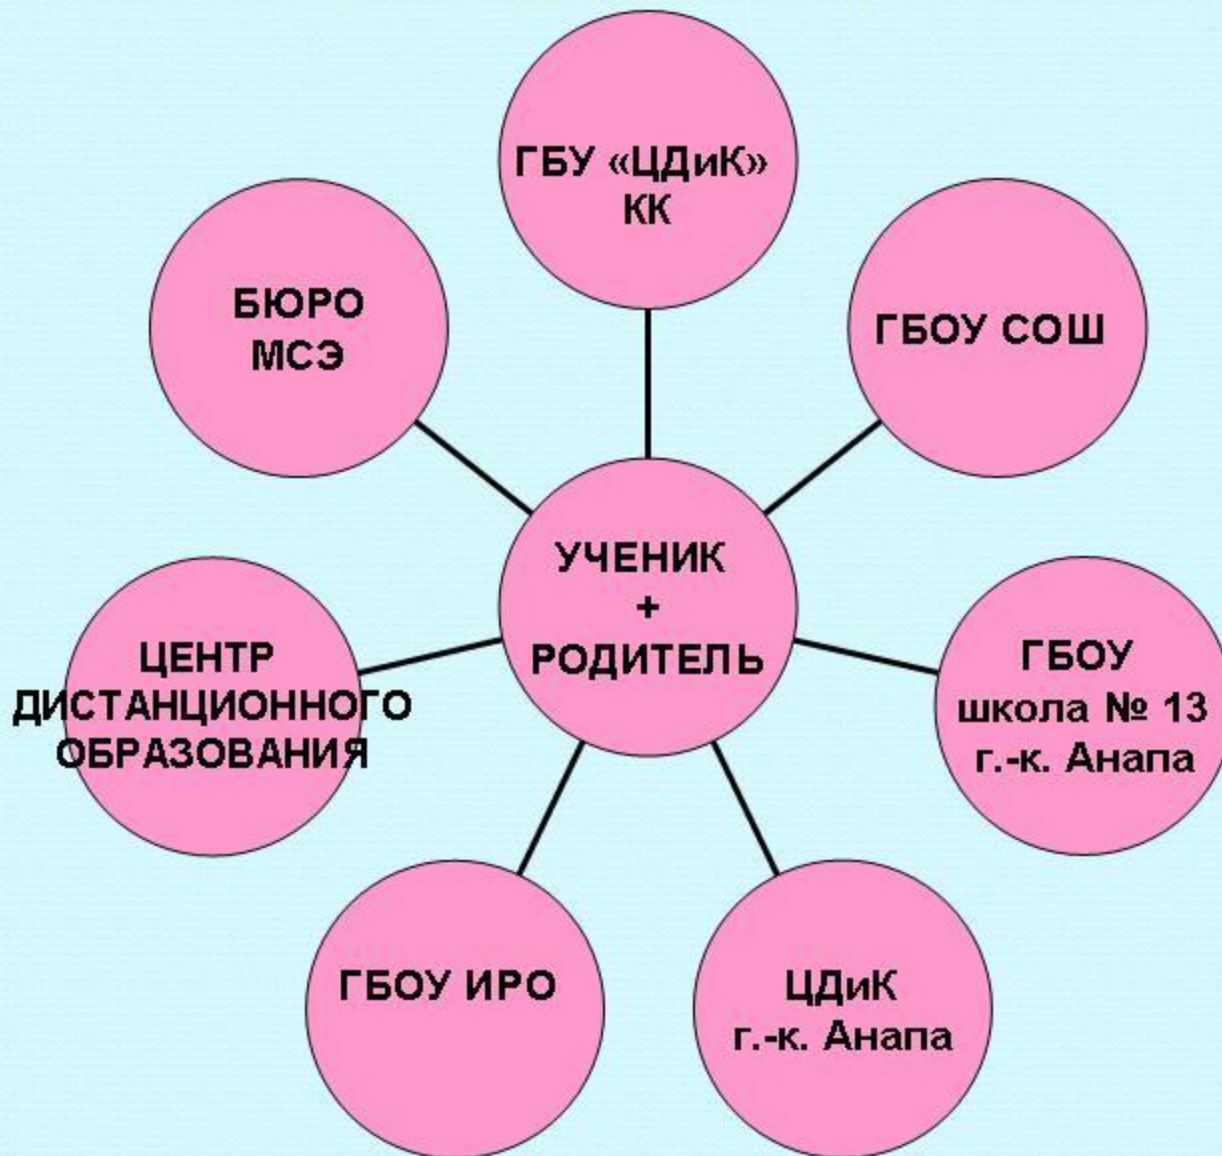 ГБУ «ЦДиК»
КК
БЮРО
МСЭ
ГБОУ СОШ
УЧЕНИК
+
РОДИТЕЛЬ
ЦЕНТР
ДИСТАНЦИОННОГО
ОБРАЗОВАНИЯ
ГБОУ
школа № 13
г.-к. Анапа
ГБОУ ИРО
ЦДиК
г.-к. Анапа